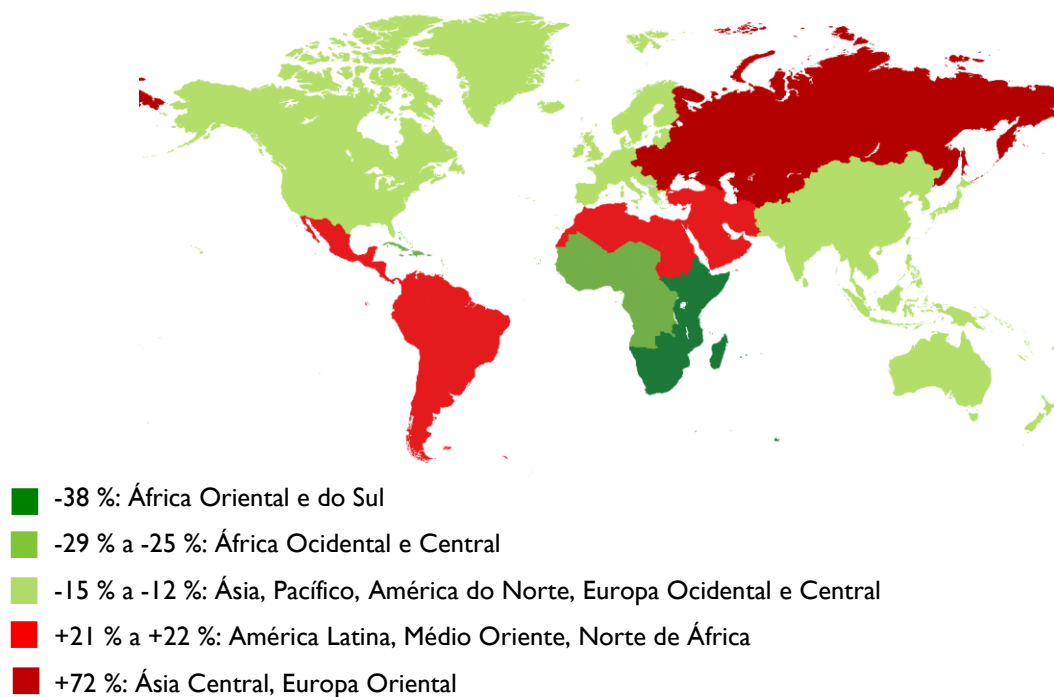 -38 %: África Oriental e do Sul
-29 % a -25 %: África Ocidental e Central
-15 % a -12 %: Ásia, Pacífico, América do Norte, Europa Ocidental e Central
+21 % a +22 %: América Latina, Médio Oriente, Norte de África
+72 %: Ásia Central, Europa Oriental